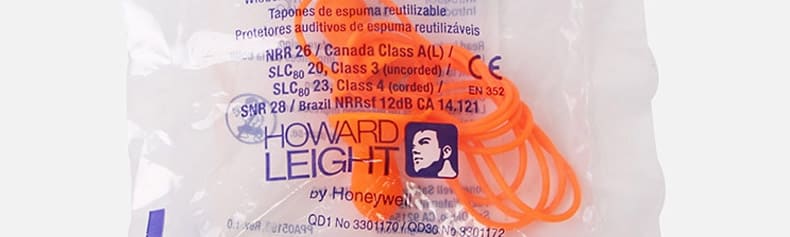 Tapones de espuma reutilizable
Protetores auditivos de espuma reutilizáveis
NRR 26 / Canada Class A(L) /
SLC80 20, Class 3 (uncorded) /
SLC80 23, Class 4 (corded) /
SNR 28 / Brazil NRRsf 12dB CA 14.121
CE
EN 352
HOWARD
LEIGHT
by Honeywell
QD1 No 3301170 / QD30 No 3301172